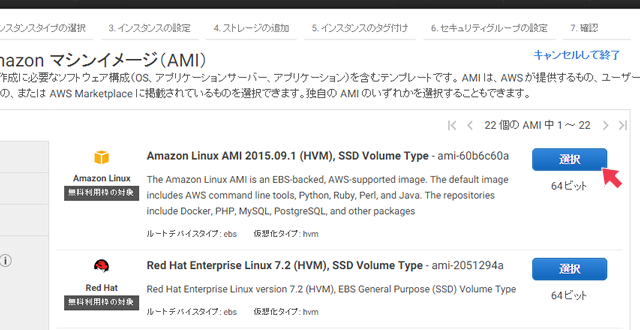 ンスタンスタイプの選択 3. インスタンスの設定 4. ストレージの追加 5. インスタンスのタグ付け 6. セキュリティグループの設定 7. 確認
mazon マシンイメージ（AMI） キャンセルして終了
作成に必要なソフトウェア構成（OS、アプリケーションサーバー、アプリケーション）を含むテンプレートです。AMI は、AWS が提供するもの、ユーザー
の、または AWS Marketplace に掲載されているものを選択できます。独自の AMI のいずれかを選択することもできます。
22 個の AMI 中 1 ～ 22
Amazon Linux AMI 2015.09.1 (HVM), SSD Volume Type - ami-60b6c60a 選択
Amazon Linux
無料利用枠の対象
The Amazon Linux AMI is an EBS-backed, AWS-supported image. The default image
includes AWS command line tools, Python, Ruby, Perl, and Java. The repositories
include Docker, PHP, MySQL, PostgreSQL, and other packages
64ビット
ルートデバイスタイプ: ebs 仮想化タイプ: hvm
Red Hat Enterprise Linux 7.2 (HVM), SSD Volume Type - ami-2051294a 選択
Red Hat
無料利用枠の対象
Red Hat Enterprise Linux version 7.2 (HVM), EBS General Purpose (SSD) Volume Type
64ビット
ルートデバイスタイプ: ebs 仮想化タイプ: hvm